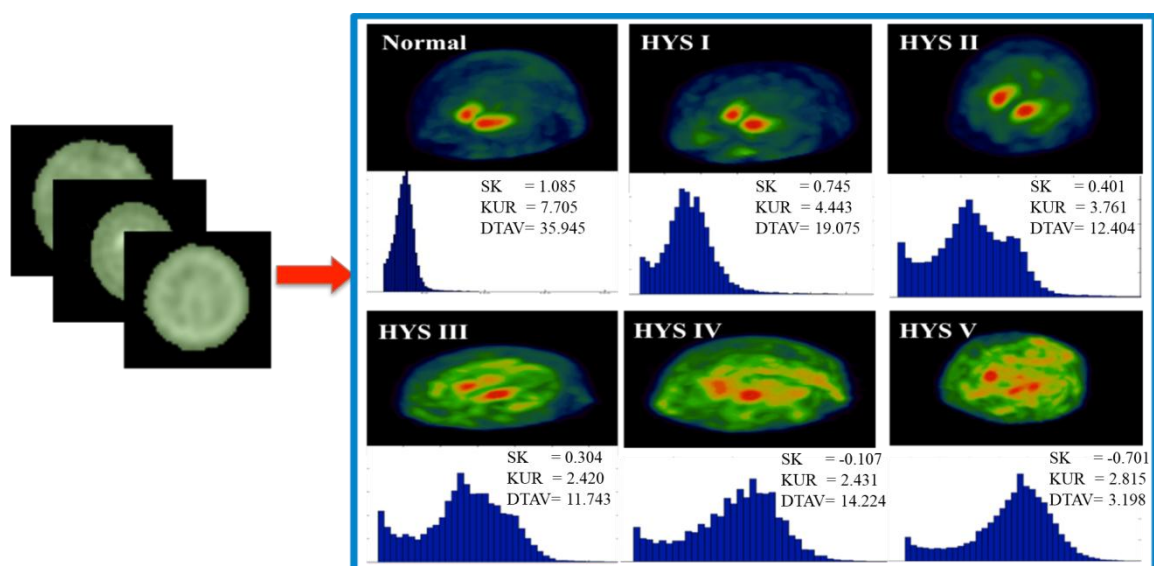 Normal
SK = 1.085
KUR = 7.705
DTAV= 35.945
HYS I
SK = 0.745
KUR = 4.443
DTAV= 19.075
HYS II
SK = 0.401
KUR = 3.761
DTAV= 12.404
HYS III
SK = 0.304
KUR = 2.420
DTAV= 11.743
HYS IV
SK = -0.107
KUR = 2.431
DTAV= 14.224
HYS V
SK = -0.701
KUR = 2.815
DTAV= 3.198